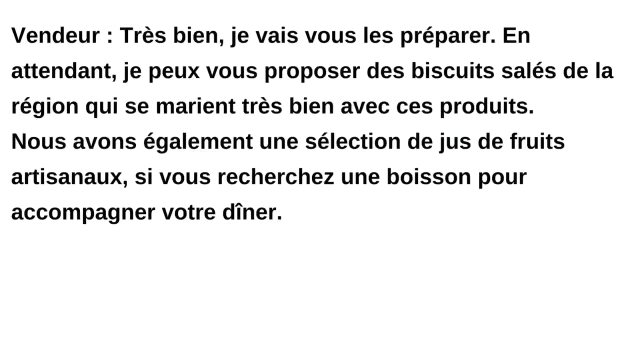 Vendeur : Très bien, je vais vous les préparer. En
attendant, je peux vous proposer des biscuits salés de la
région qui se marient très bien avec ces produits.
Nous avons également une sélection de jus de fruits
artisanaux, si vous recherchez une boisson pour
accompagner votre dîner.